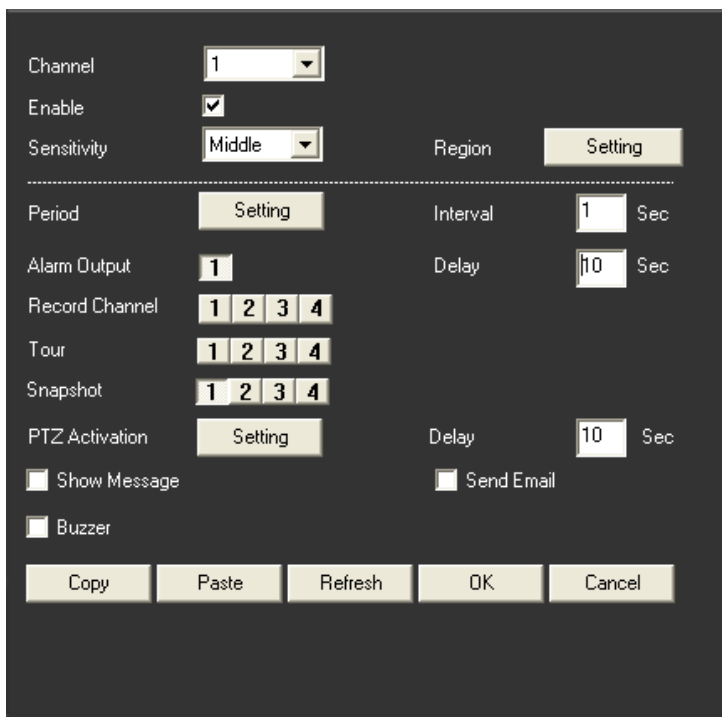 Channel 1
Enable
Sensitivity Middle Region Setting
Period Setting Interval 1 Sec
Alarm Output 1 Delay 10 Sec
Record Channel 1 2 3 4
Tour 1 2 3 4
Snapshot 1 2 3 4
PTZ Activation Setting Delay 10 Sec
Show Message Send Email
Buzzer
Copy Paste Refresh OK Cancel